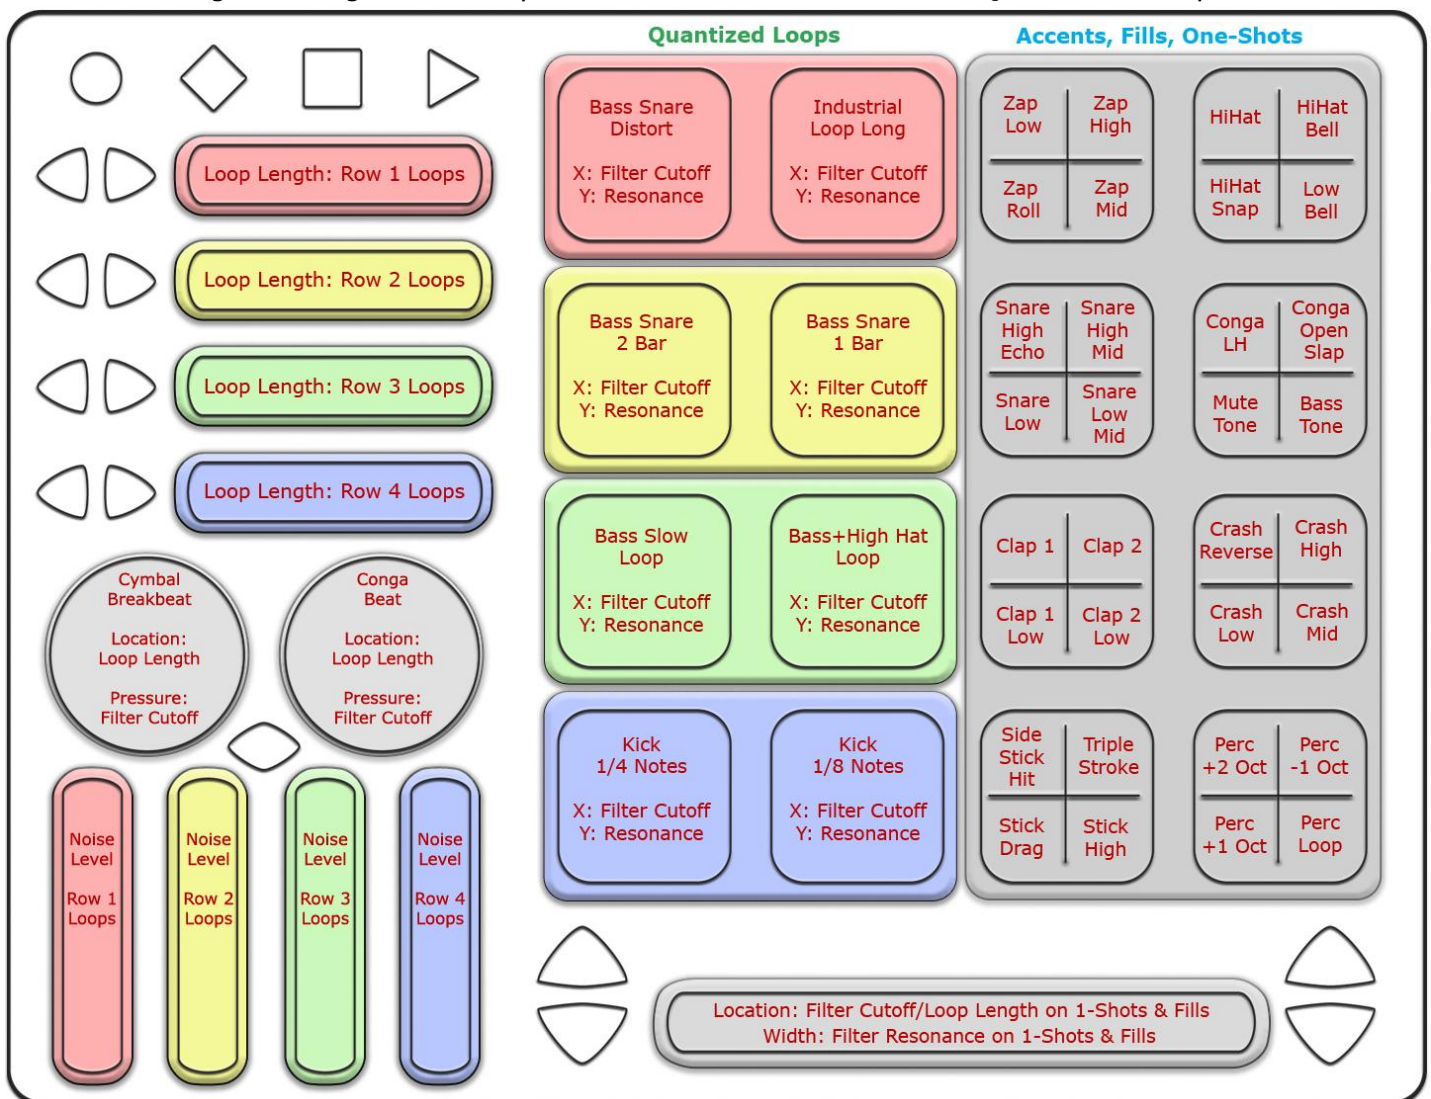 Quantized Loops
Accents, Fills, One-Shots
Loop Length: Row 1 Loops
Loop Length: Row 2 Loops
Loop Length: Row 3 Loops
Loop Length: Row 4 Loops
Cymbal
Breakbeat
Location:
Loop Length
Pressure:
Filter Cutoff
Conga
Beat
Location:
Loop Length
Pressure:
Filter Cutoff
Noise
Level
Row 1
Loops
Noise
Level
Row 2
Loops
Noise
Level
Row 3
Loops
Noise
Level
Row 4
Loops
Bass Snare
Distort
X: Filter Cutoff
Y: Resonance
Industrial
Loop Long
X: Filter Cutoff
Y: Resonance
Bass Snare
2 Bar
X: Filter Cutoff
Y: Resonance
Bass Snare
1 Bar
X: Filter Cutoff
Y: Resonance
Bass Slow
Loop
X: Filter Cutoff
Y: Resonance
Bass+High Hat
Loop
X: Filter Cutoff
Y: Resonance
Kick
1/4 Notes
X: Filter Cutoff
Y: Resonance
Kick
1/8 Notes
X: Filter Cutoff
Y: Resonance
Zap
Low
Zap
High
Zap
Roll
Zap
Mid
HiHat
HiHat
Bell
HiHat
Snap
Low
Bell
Snare
High
Echo
Snare
High
Mid
Snare
Low
Snare
Low
Mid
Conga
LH
Conga
Open
Slap
Mute
Tone
Bass
Tone
Clap 1
Clap 2
Clap 1
Low
Clap 2
Low
Crash
Reverse
Crash
High
Crash
Low
Crash
Mid
Side
Stick
Hit
Triple
Stroke
Stick
Drag
Stick
High
Perc
+2 Oct
Perc
-1 Oct
Perc
+1 Oct
Perc
Loop
Location: Filter Cutoff/Loop Length on 1-Shots & Fills
Width: Filter Resonance on 1-Shots & Fills